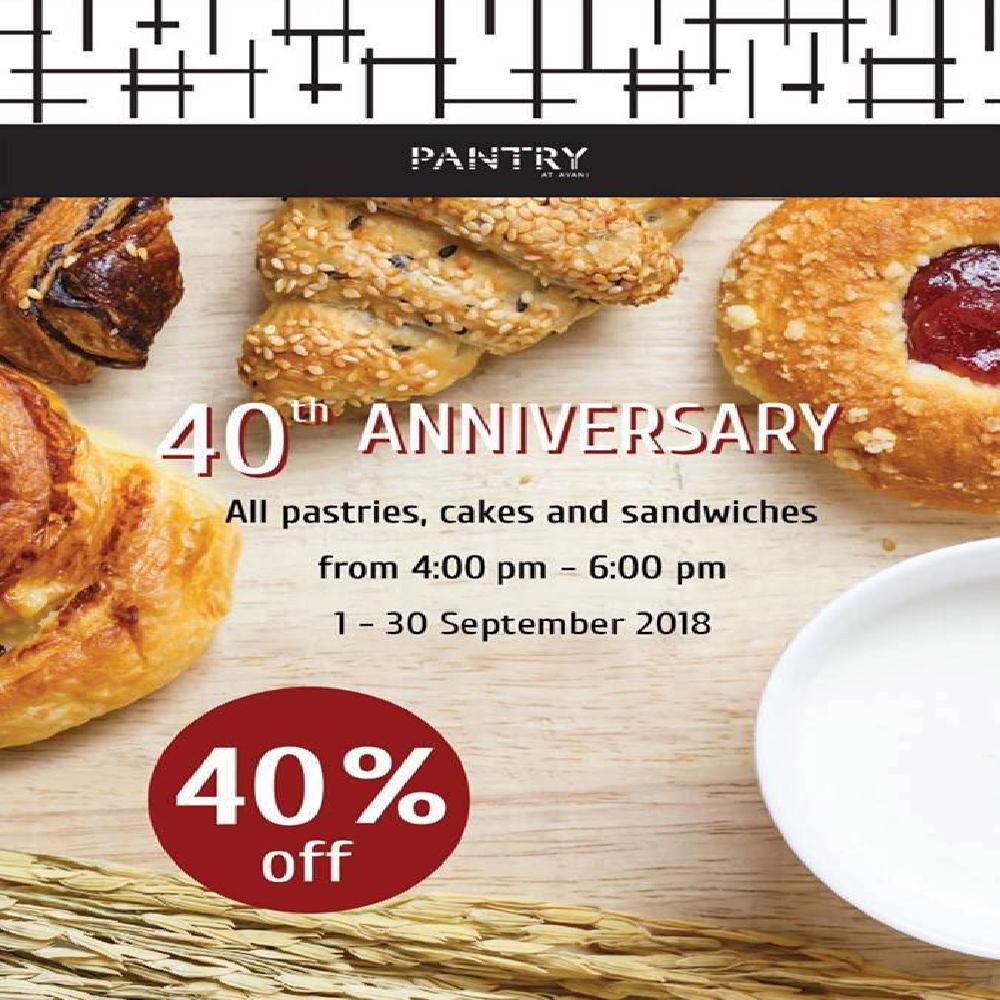 PANTRY
AT AVANI
40th ANNIVERSARY
All pastries, cakes and sandwiches
from 4:00 pm - 6:00 pm
1 - 30 September 2018
40%
off